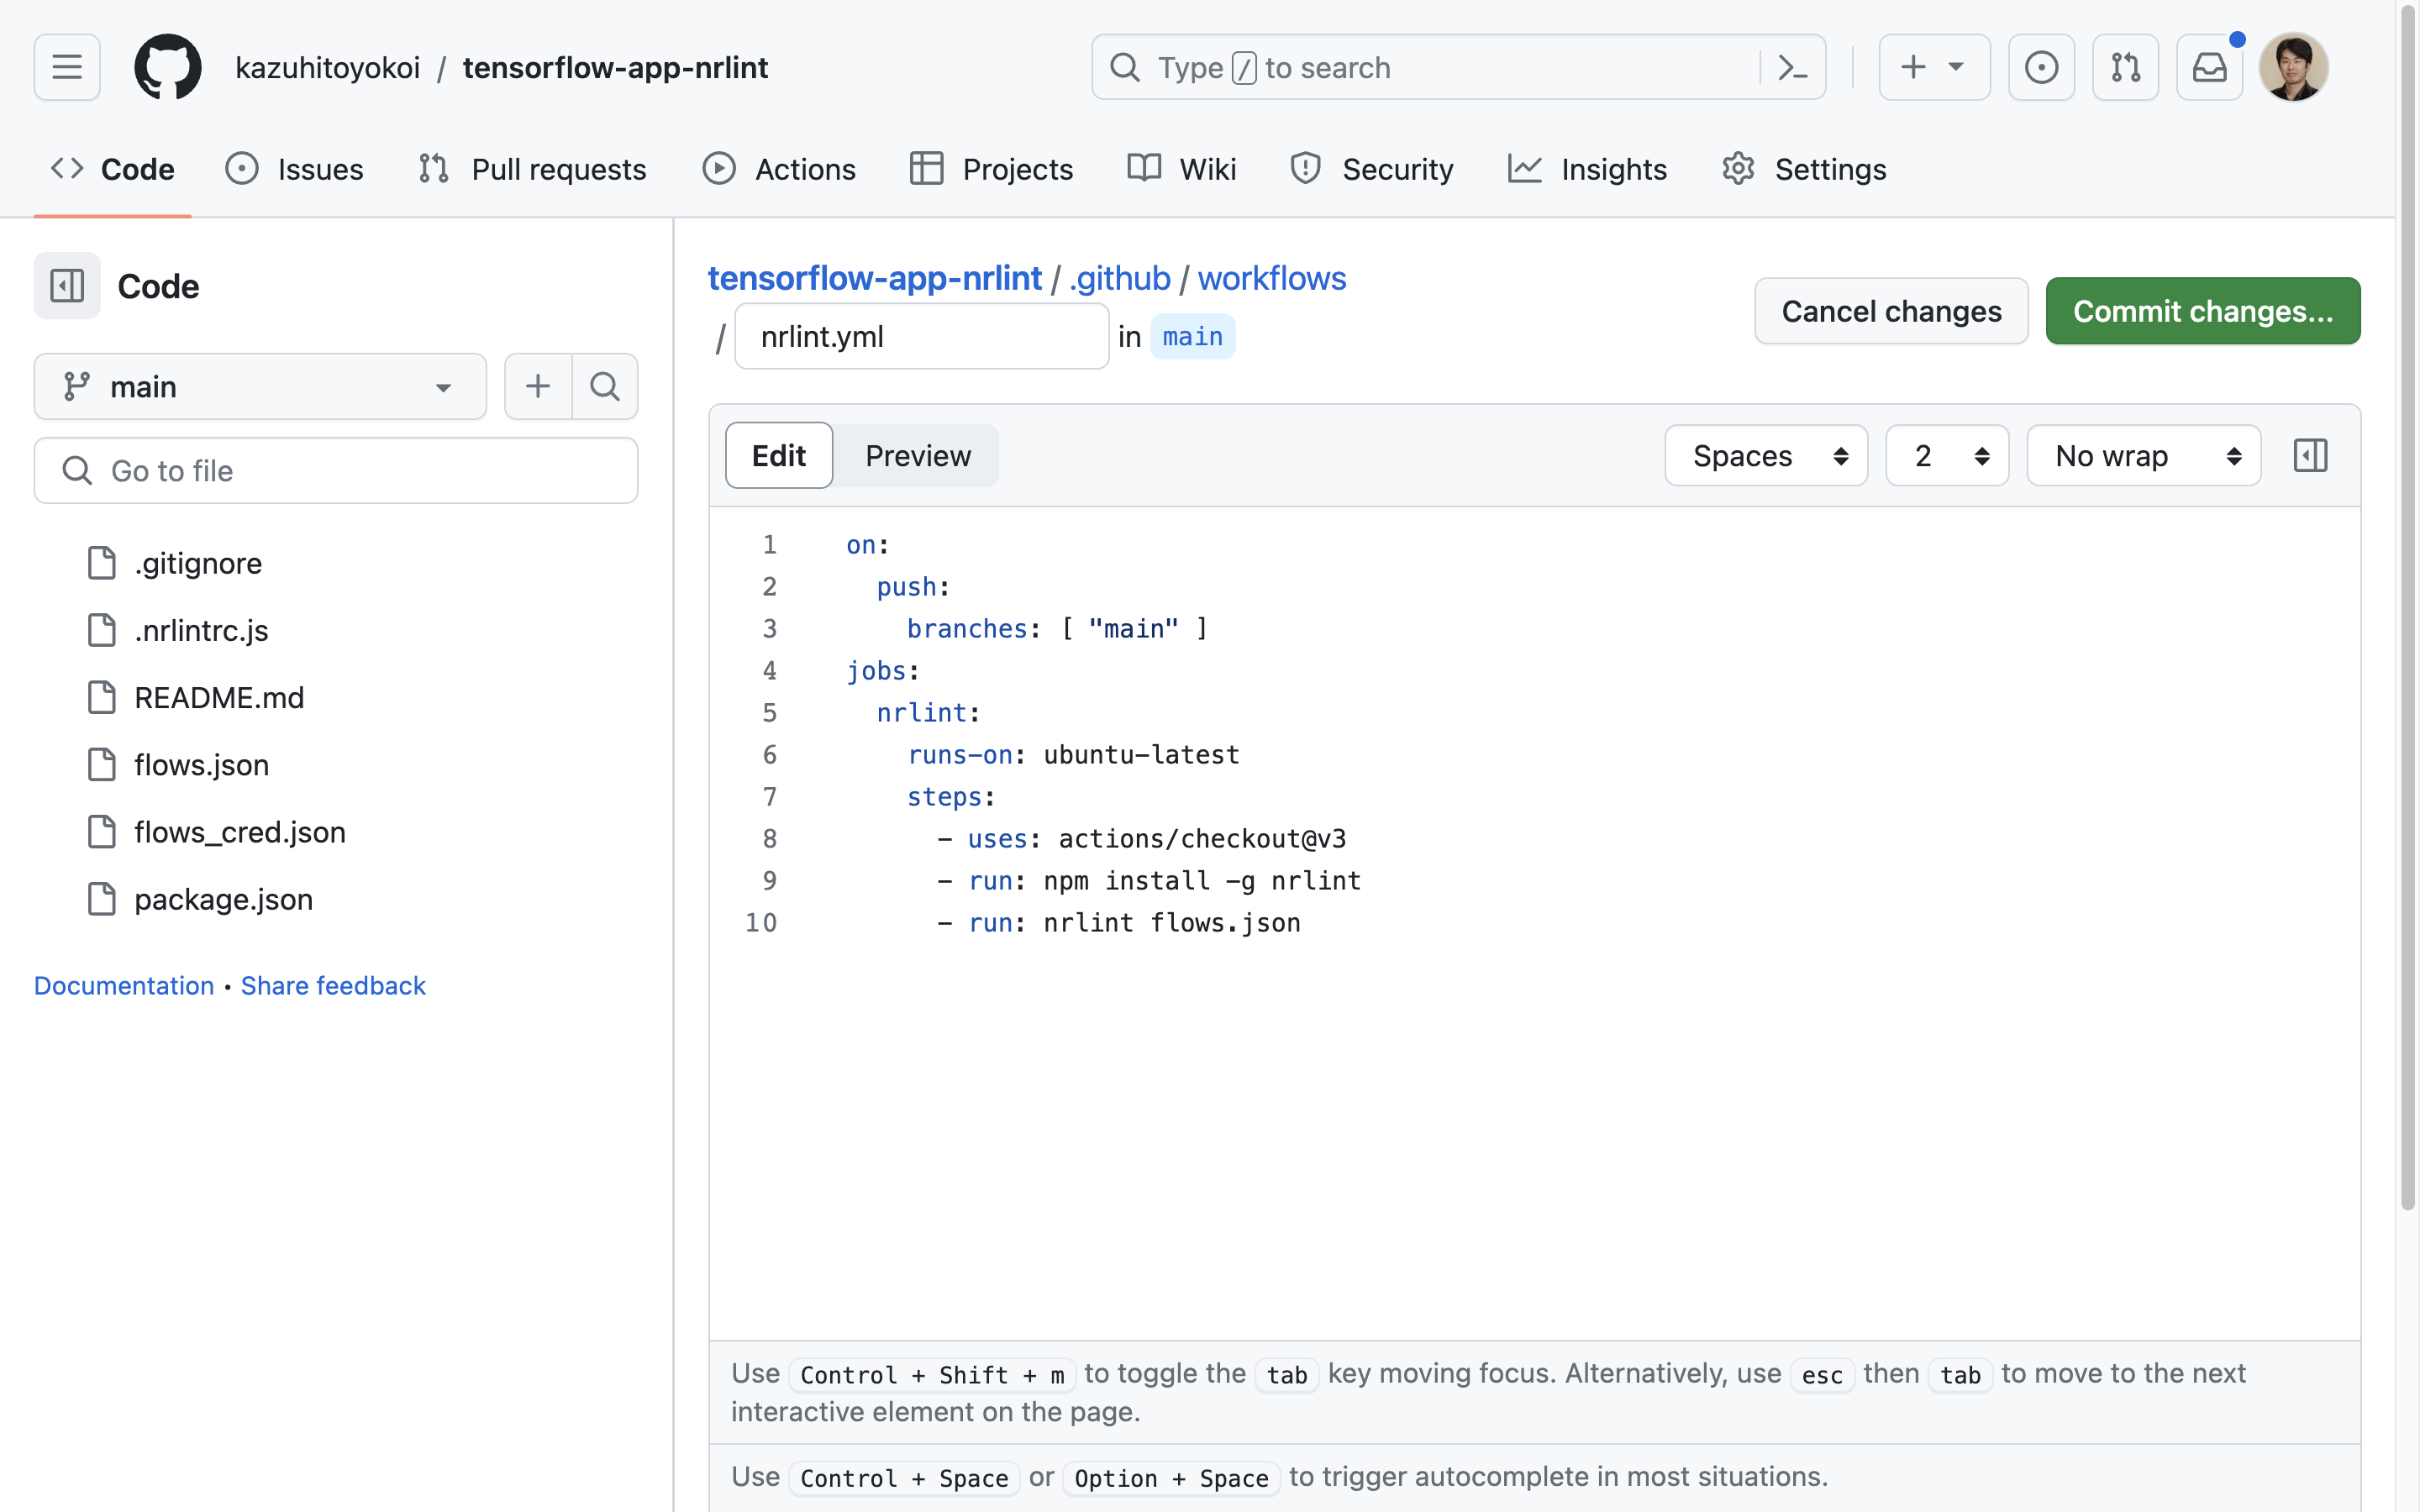 kazuhitoyokoi / tensorflow-app-nrlint
Type / to search
Code Issues Pull requests Actions Projects Wiki Security Insights Settings
Code
main
Go to file
.gitignore
.nrlintrc.js
README.md
flows.json
flows_cred.json
package.json
Documentation • Share feedback
tensorflow-app-nrlint / .github / workflows
/ nrlint.yml in main
Cancel changes Commit changes...
Edit Preview Spaces 2 No wrap
1 on:
2   push:
3     branches: [ "main" ]
4 jobs:
5   nrlint:
6     runs-on: ubuntu-latest
7     steps:
8       - uses: actions/checkout@v3
9       - run: npm install -g nrlint
10       - run: nrlint flows.json
Use Control + Shift + m to toggle the tab key moving focus. Alternatively, use esc then tab to move to the next
interactive element on the page.
Use Control + Space or Option + Space to trigger autocomplete in most situations.